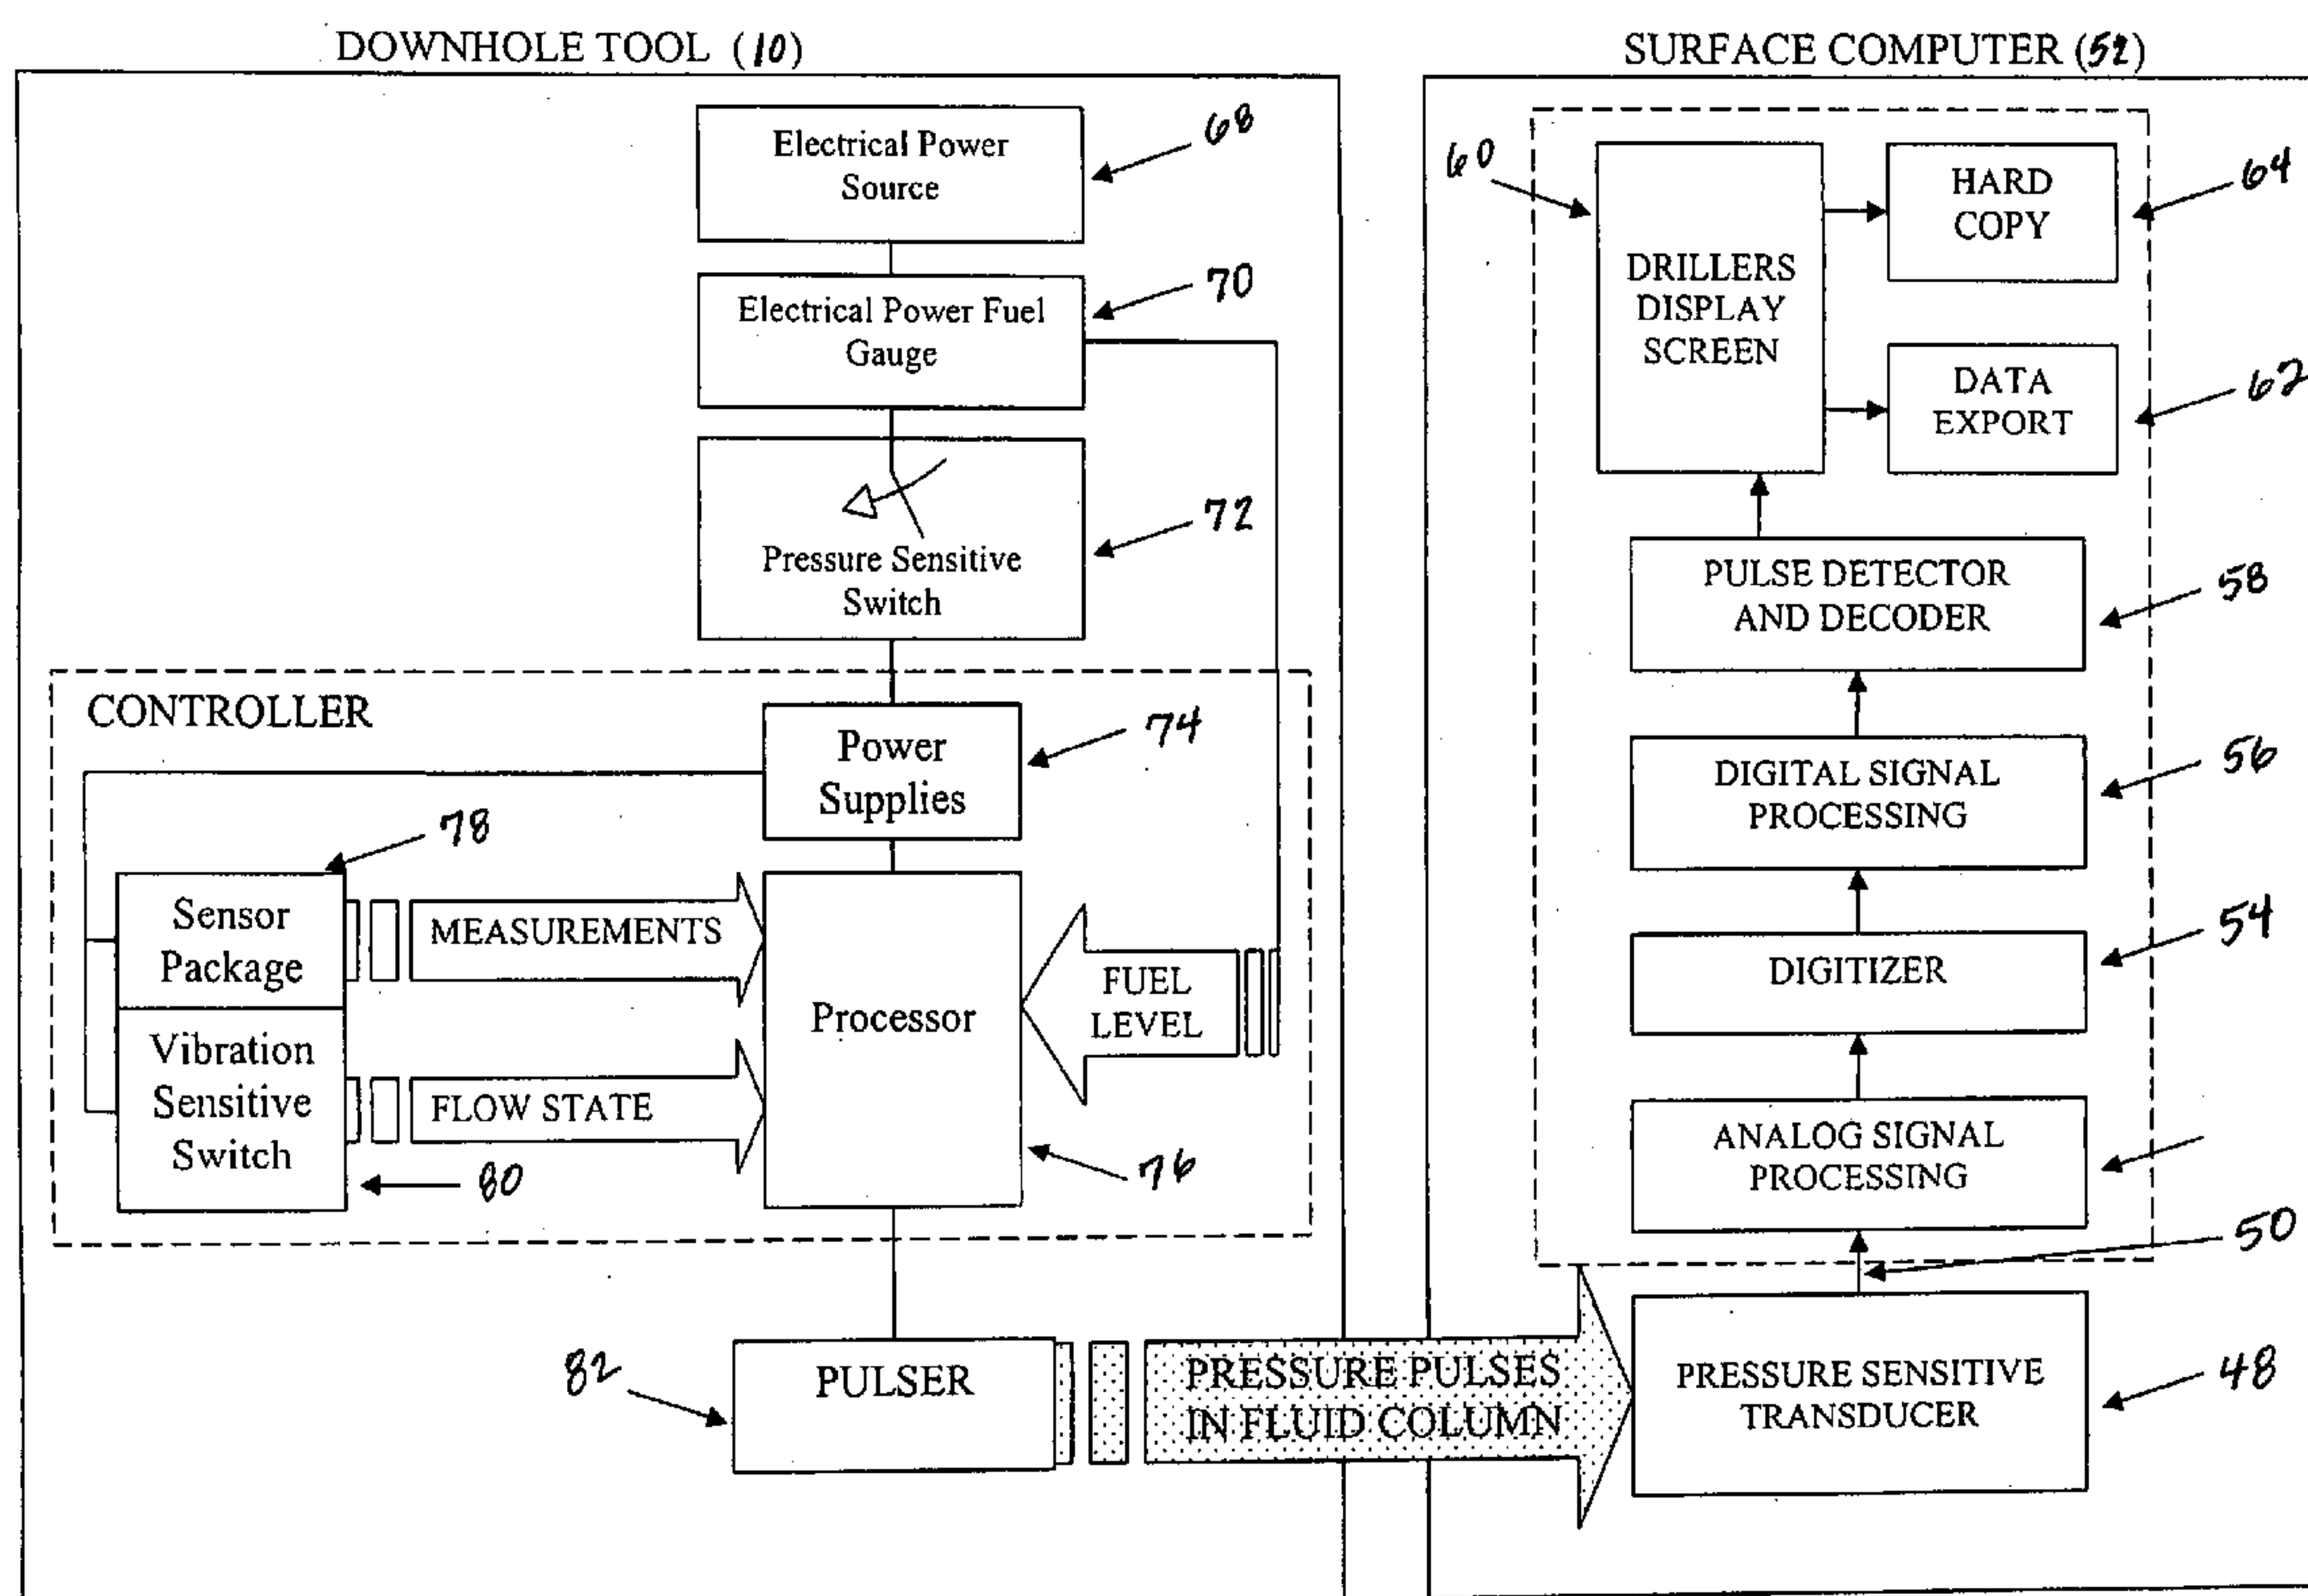 DOWNHOLE TOOL (10)
Electrical Power
Source
68
Electrical Power Fuel
Gauge
70
Pressure Sensitive
Switch
72
CONTROLLER
Power
Supplies
74
78
Sensor
Package
MEASUREMENTS
Vibration
Sensitive
Switch
FLOW STATE
80
Processor
76
FUEL
LEVEL
82
PULSER
PRESSURE PULSES
IN FLUID COLUMN
SURFACE COMPUTER (52)
60
DRILLERS
DISPLAY
SCREEN
HARD
COPY
64
DATA
EXPORT
62
PULSE DETECTOR
AND DECODER
58
DIGITAL SIGNAL
PROCESSING
56
DIGITIZER
54
ANALOG SIGNAL
PROCESSING
50
PRESSURE SENSITIVE
TRANSDUCER
48